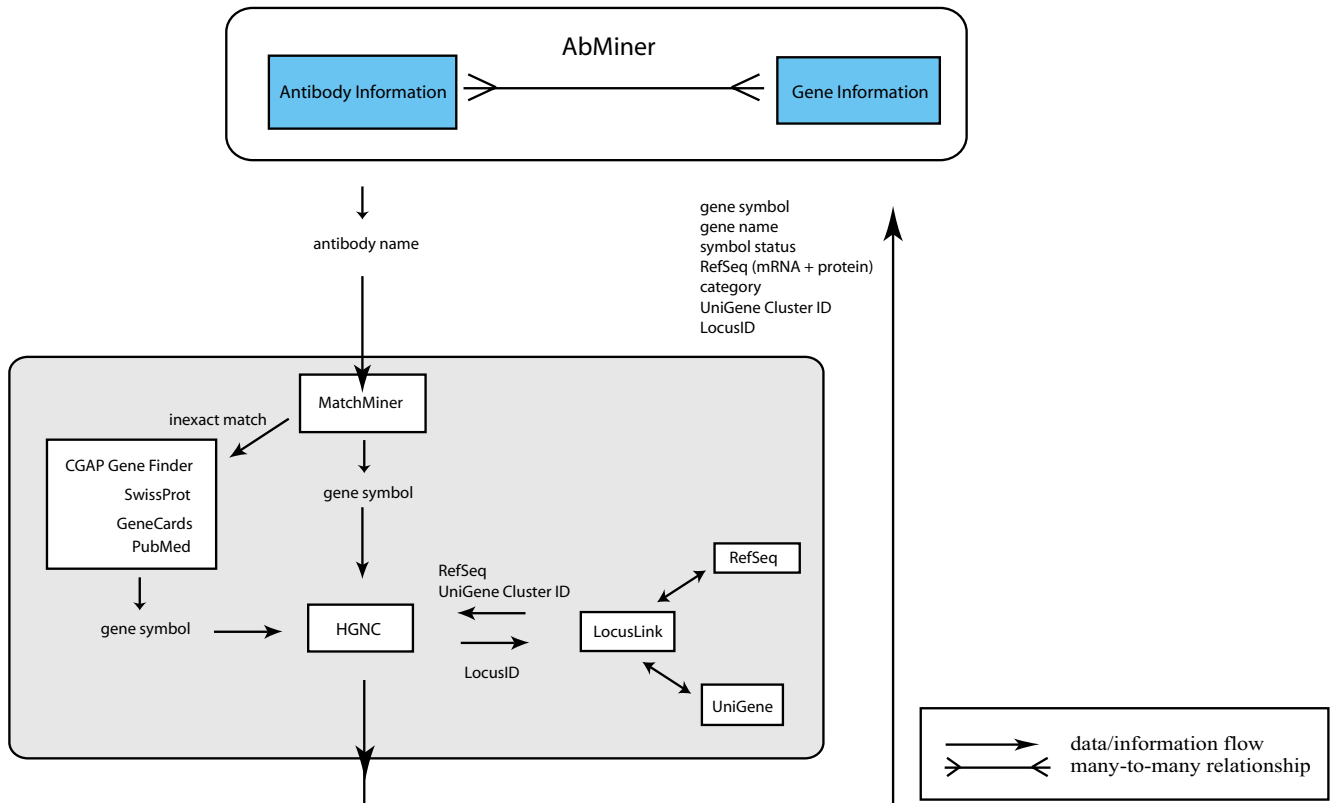 AbMiner
Antibody Information
Gene Information
antibody name
gene symbol
gene name
symbol status
RefSeq (mRNA + protein)
category
UniGene Cluster ID
LocusID
MatchMiner
inexact match
CGAP Gene Finder
SwissProt
GeneCards
PubMed
gene symbol
gene symbol
RefSeq
UniGene Cluster ID
HGNC
LocusID
LocusLink
RefSeq
UniGene
data/information flow
many-to-many relationship